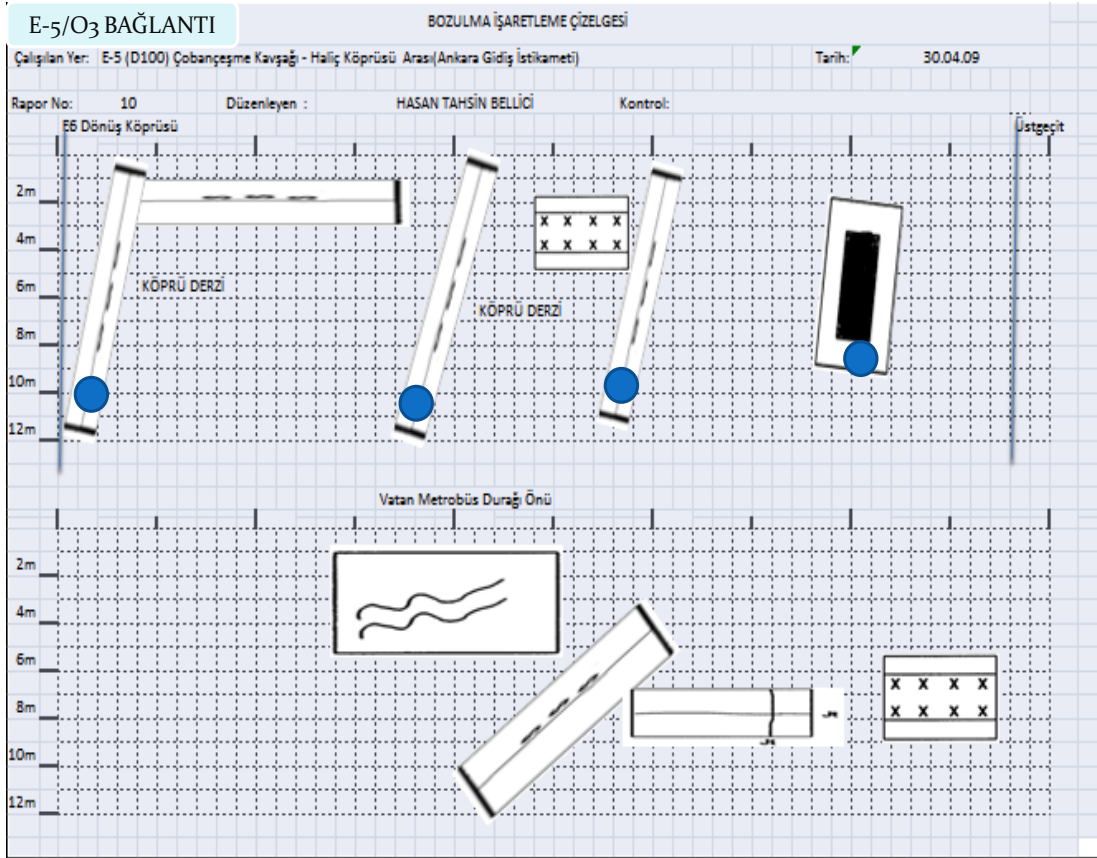 E-5/O3 BAĞLANTI
BOZULMA İŞARETLEME ÇİZELGESİ
Çalışılan Yer: E-5 (D100) Çobançeşme Kavşağı - Haliç Köprüsü Arası(Ankara Gidiş İstikameti) Tarih: 30.04.09
Rapor No: 10 Düzenleyen : HASAN TAHSİN BELLİCİ Kontrol:
E6 Dönüş Köprüsü Üstgeçit
2m
x x x x
4m
x x x x
6m
KÖPRÜ DERZİ
KÖPRÜ DERZİ
8m
10m
12m
Vatan Metrobüs Durağı Önü
2m
4m
6m
x x x x
8m
x x x x
10m
12m